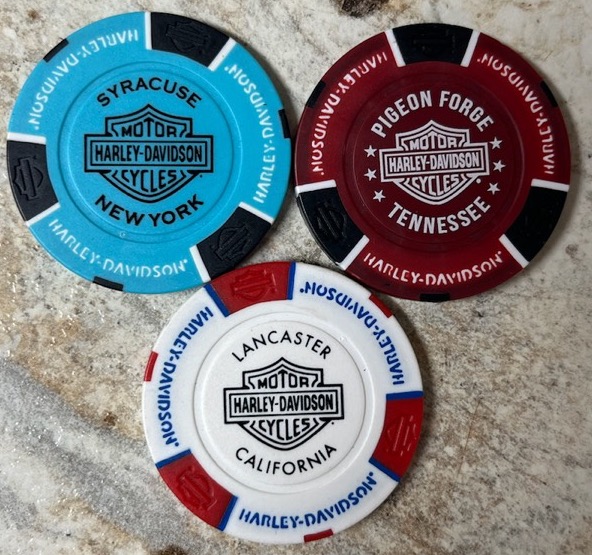 HARLEY-DAVIDSON®
HARLEY-DAVIDSON®
HARLEY-DAVIDSON®
SYRACUSE
MOTOR
HARLEY-DAVIDSON
CYCLES
NEW YORK
HARLEY-DAVIDSON®
HARLEY-DAVIDSON®
HARLEY-DAVIDSON®
PIGEON FORGE
MOTOR
HARLEY-DAVIDSON
CYCLES
TENNESSEE
HARLEY-DAVIDSON®
HARLEY-DAVIDSON®
HARLEY-DAVIDSON®
LANCASTER
MOTOR
HARLEY-DAVIDSON
CYCLES
CALIFORNIA